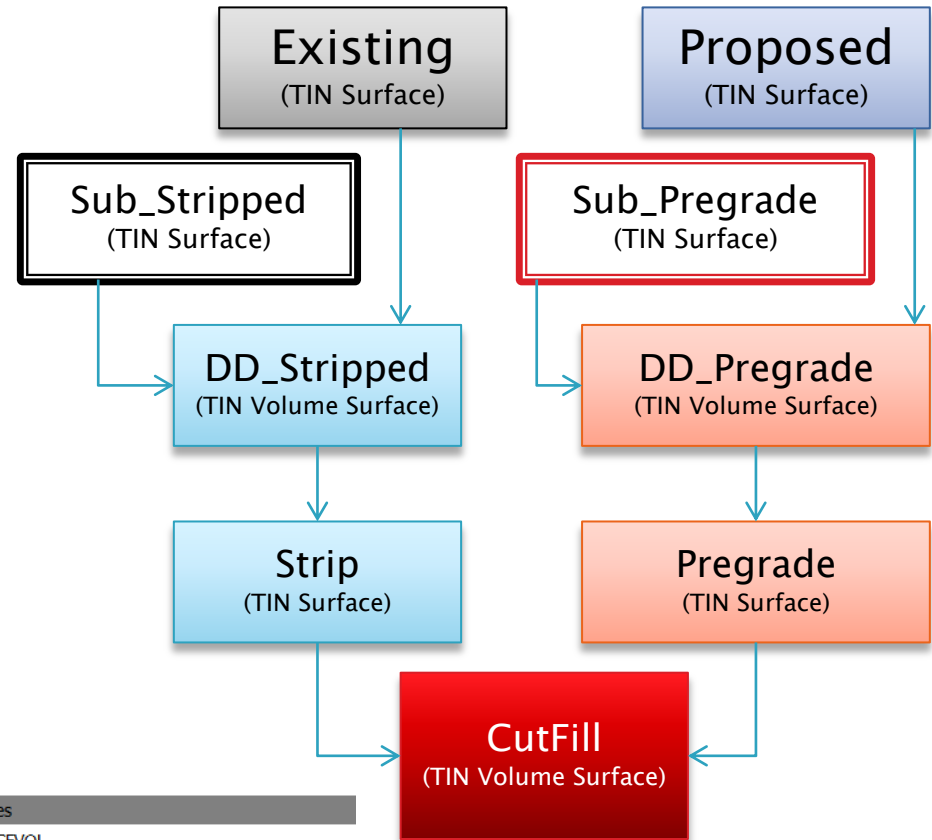 Existing
(TIN Surface)
Proposed
(TIN Surface)
Sub_Stripped
(TIN Surface)
Sub_Pregrade
(TIN Surface)
DD_Stripped
(TIN Volume Surface)
DD_Pregrade
(TIN Volume Surface)
Strip
(TIN Surface)
Pregrade
(TIN Surface)
CutFill
(TIN Volume Surface)
es